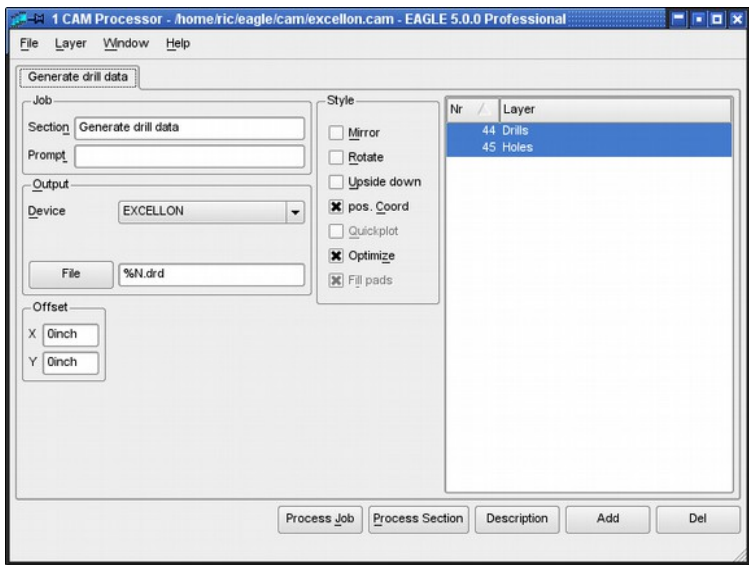 1 CAM Processor - /home/ric/eagle/cam/excellon.cam - EAGLE 5.0.0 Professional
File Layer Window Help
Generate drill data
Job
Section Generate drill data
Prompt
Output
Device EXCELLON
File %N.drd
Offset
X 0inch
Y 0inch
Style
Mirror
Rotate
Upside down
pos. Coord
Quickplot
Optimize
Fill pads
Nr Layer
44 Drills
45 Holes
Process Job Process Section Description Add Del